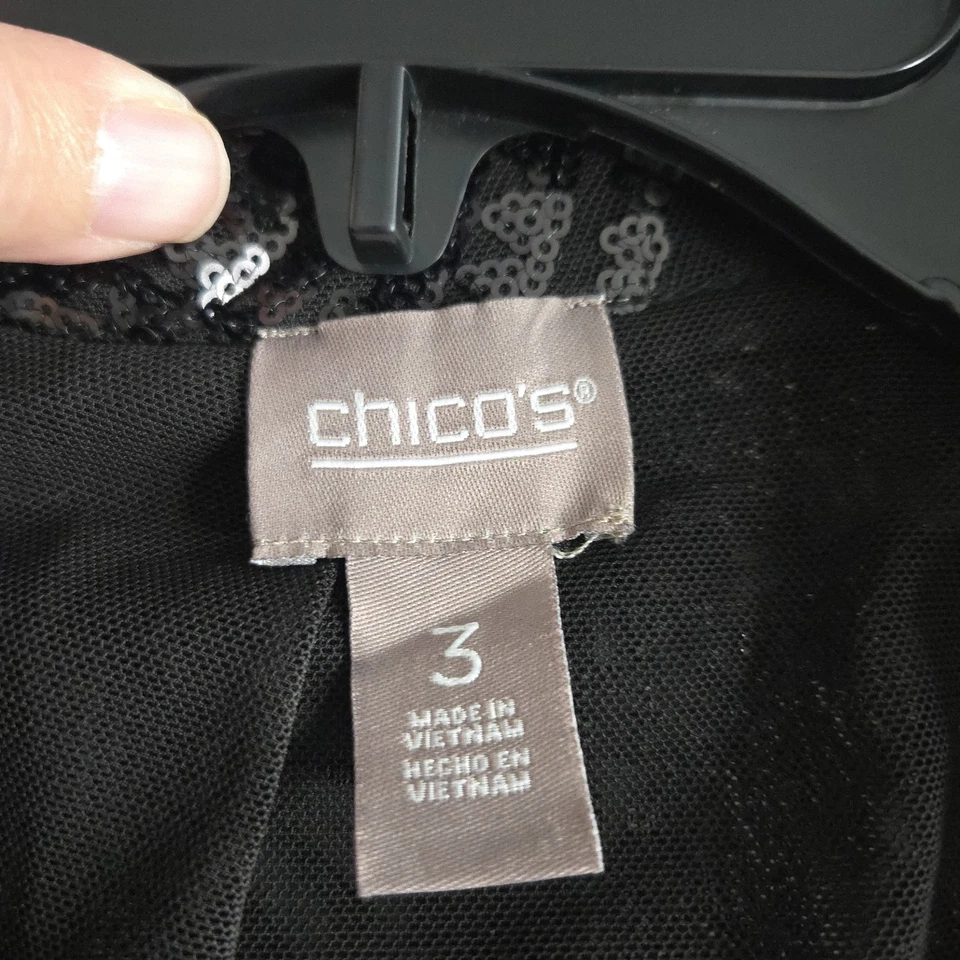 chico's®
3
MADE IN
VIETNAM
HECHO EN
VIETNAM